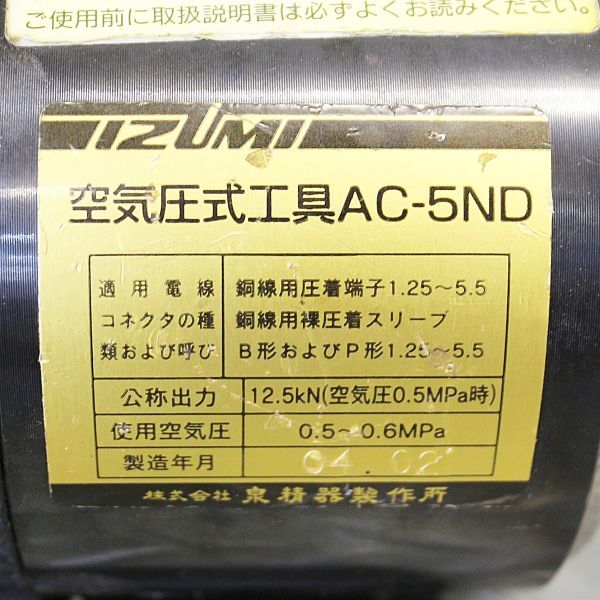 ご使用前に取扱説明書は必ずよくお読みください。
IZUMI
空気圧式工具AC-5ND
適用電線 銅線用圧着端子1.25～5.5
コネクタの種 銅線用裸圧着スリーブ
類および呼び B形およびP形1.25～5.5
公称出力 12.5kN(空気圧0.5MPa時)
使用空気圧 0.5～0.6MPa
製造年月 04.02
株式会社 泉精器製作所